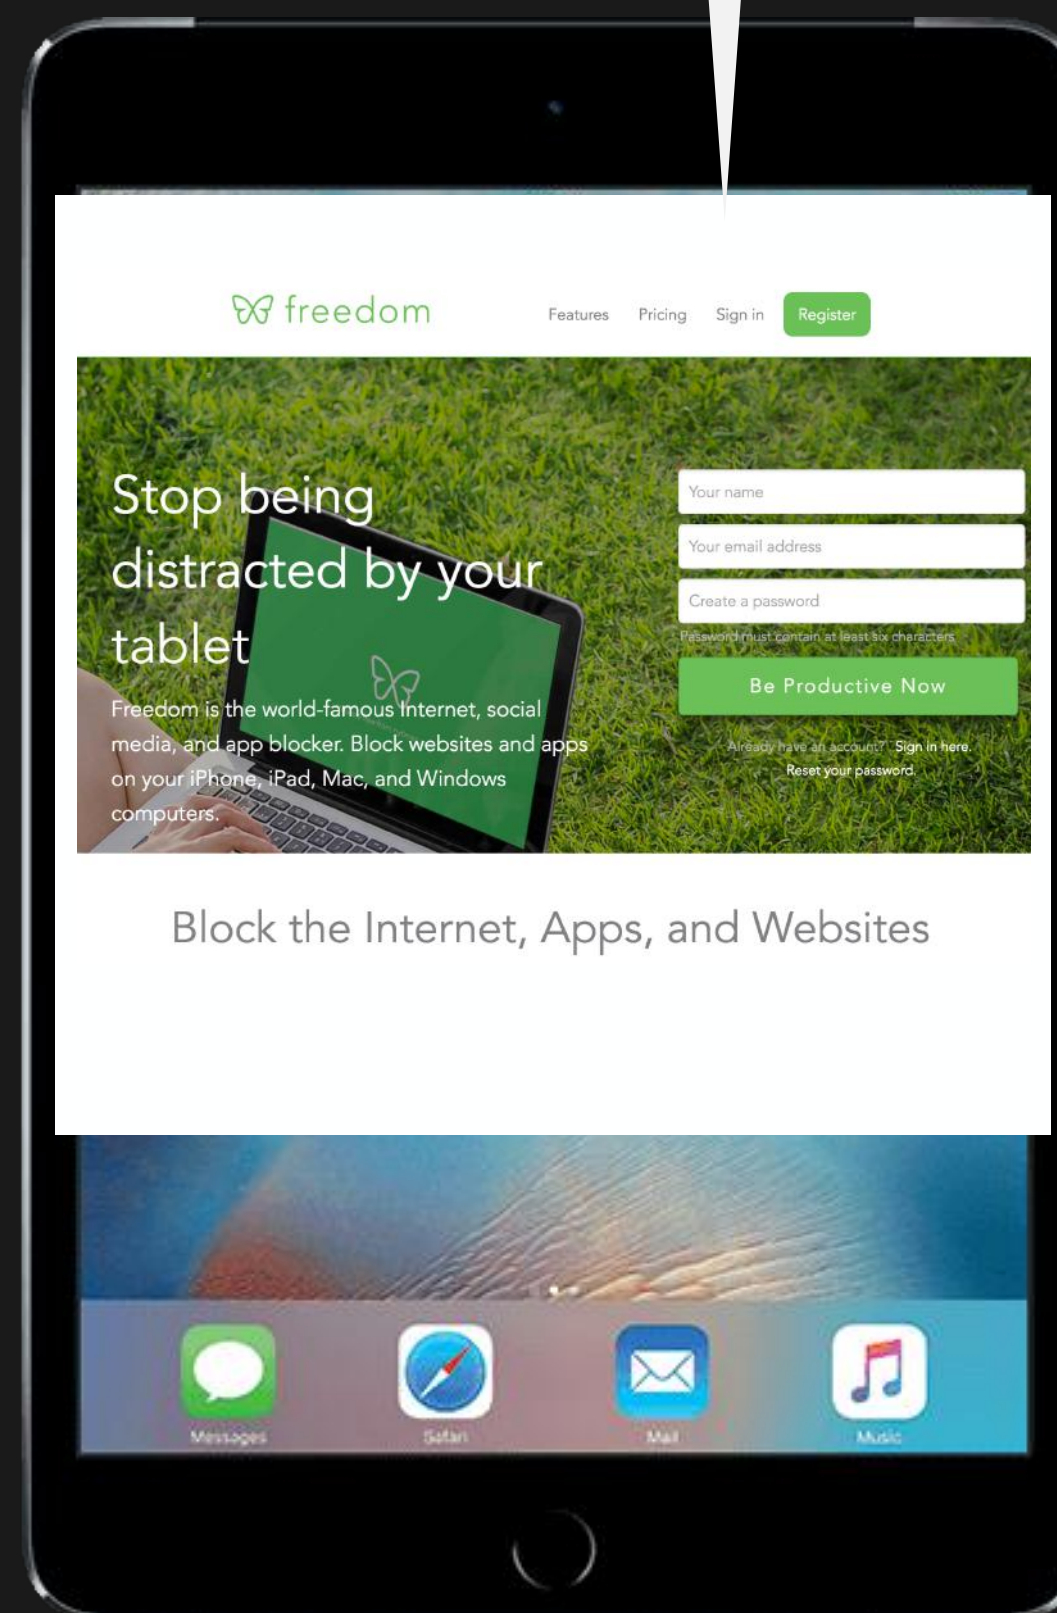 freedom
Features Pricing Sign in Register
Stop being
distracted by your
tablet
Freedom is the world-famous Internet, social
media, and app blocker. Block websites and apps
on your iPhone, iPad, Mac, and Windows
computers.
Your name
Your email address
Create a password
Password must contain at least six characters
Be Productive Now
Already have an account? Sign in here.
Reset your password.
Block the Internet, Apps, and Websites
Messages Safari Mail Music